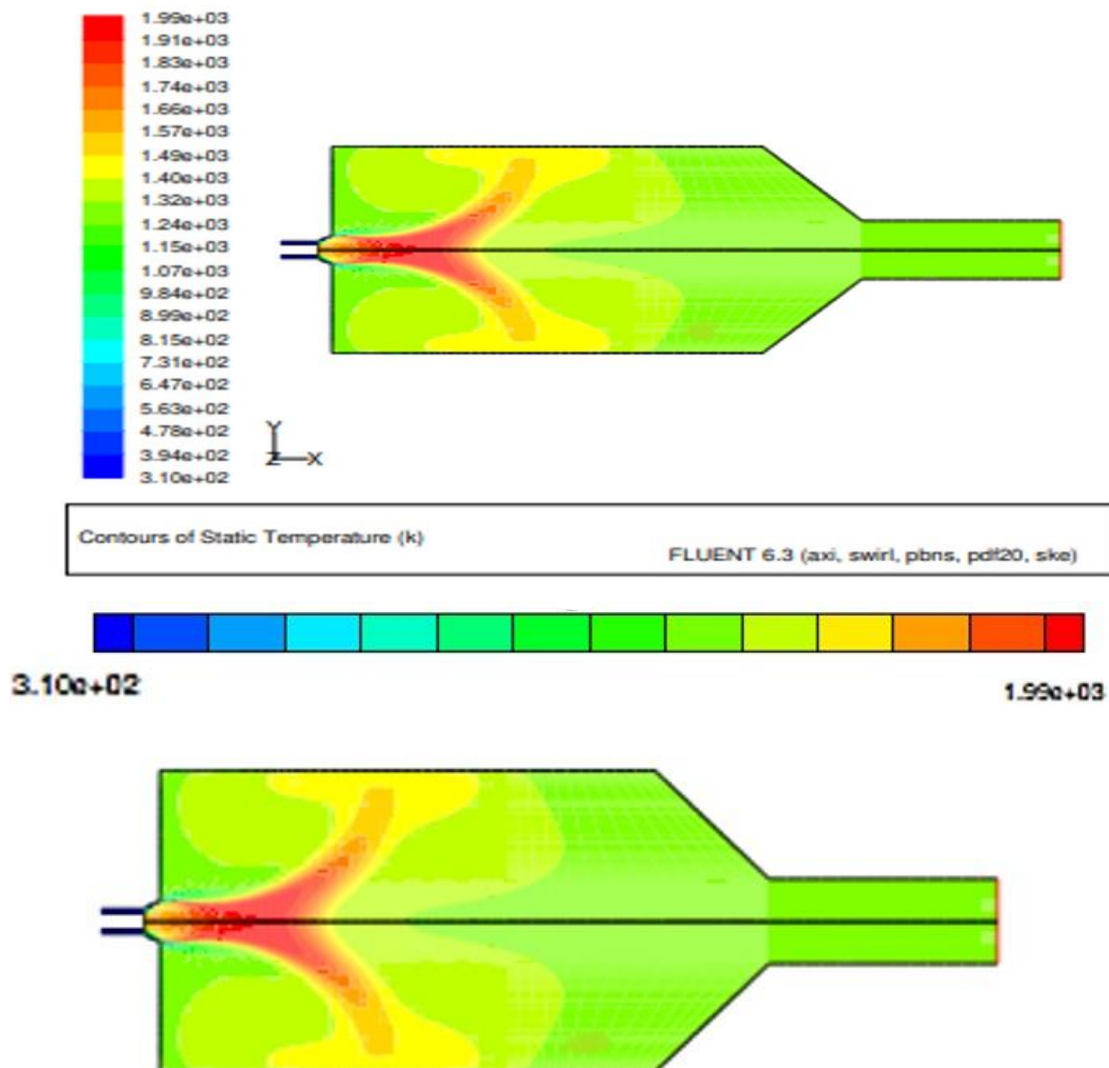 1.99e+03
1.91e+03
1.83e+03
1.74e+03
1.66e+03
1.57e+03
1.49e+03
1.40e+03
1.32e+03
1.24e+03
1.15e+03
1.07e+03
9.84e+02
8.99e+02
8.15e+02
7.31e+02
6.47e+02
5.63e+02
4.78e+02
3.94e+02
3.10e+02
Y
Z X
Contours of Static Temperature (k)
FLUENT 6.3 (axi, swirl, pbns, pdf20, ske)
3.10e+02
1.99e+03